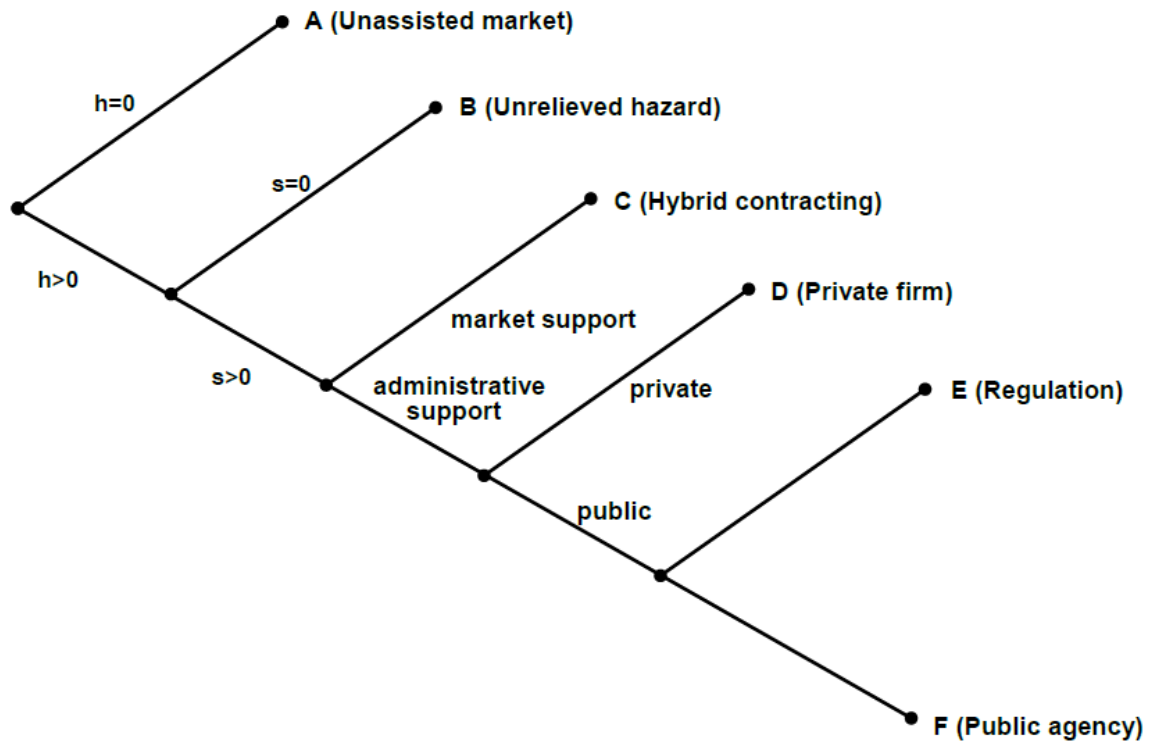 A (Unassisted market)
h=0
B (Unrelieved hazard)
s=0
C (Hybrid contracting)
h>0
D (Private firm)
market support
s>0
administrative
support
private
E (Regulation)
public
F (Public agency)